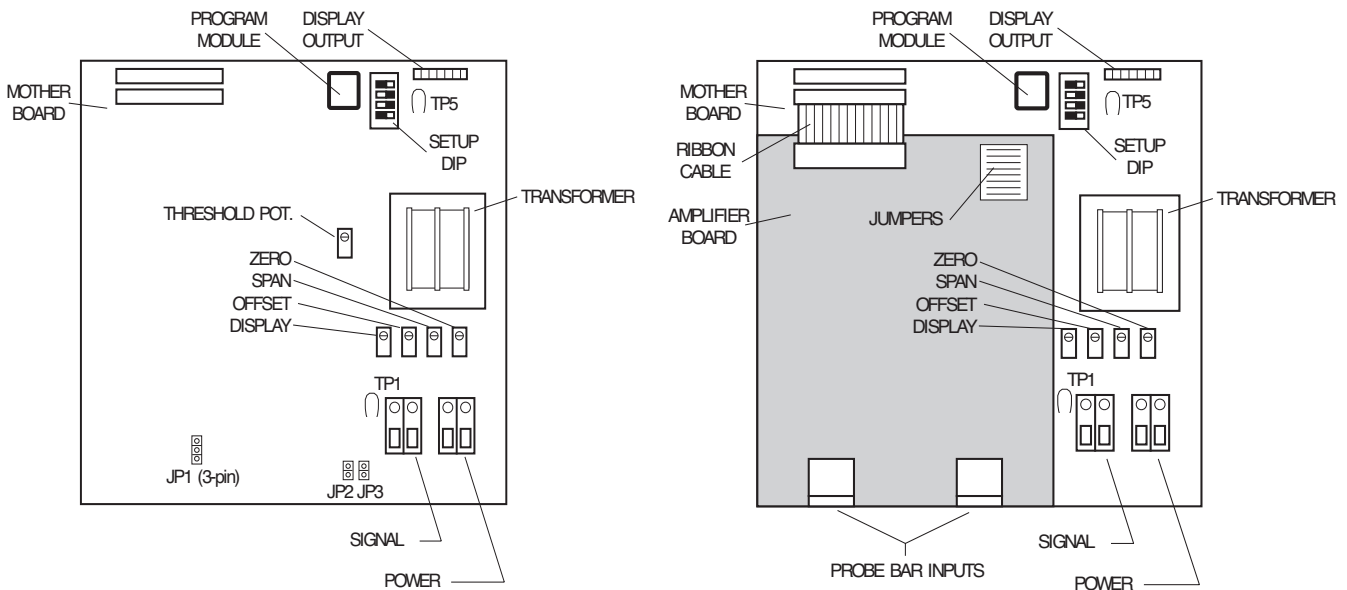 PROGRAM
MODULE
DISPLAY
OUTPUT
MOTHER
BOARD
TP5
SETUP
DIP
TRANSFORMER
THRESHOLD POT.
ZERO
SPAN
OFFSET
DISPLAY
TP1
JP1 (3-pin)
JP2 JP3
SIGNAL
POWER
PROGRAM
MODULE
DISPLAY
OUTPUT
MOTHER
BOARD
TP5
RIBBON
CABLE
SETUP
DIP
TRANSFORMER
AMPLIFIER
BOARD
JUMPERS
ZERO
SPAN
OFFSET
DISPLAY
TP1
SIGNAL
PROBE BAR INPUTS
POWER